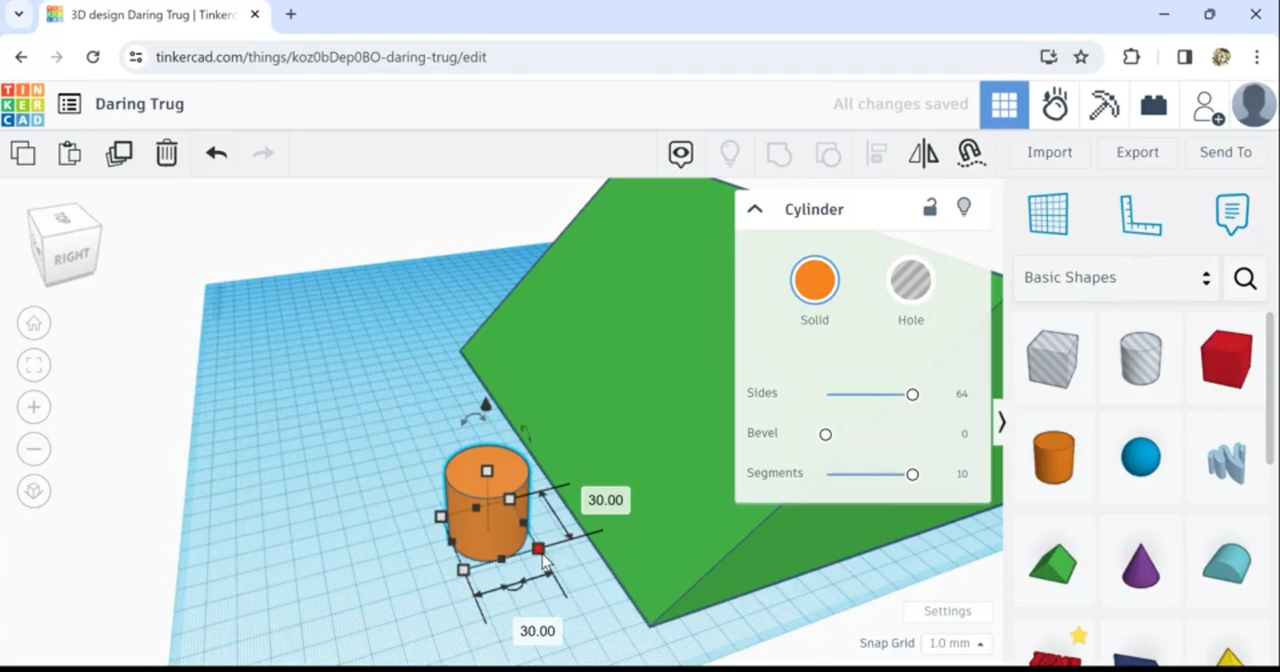 3D design Daring Trug | Tinkerc
tinkercad.com/things/koz0bDep0BO-daring-trug/edit
TIN
KER
CAD
Daring Trug
All changes saved
Import
Export
Send To
TOP
RIGHT
Cylinder
Solid
Hole
Sides
64
Bevel
0
Segments
10
30.00
30.00
Basic Shapes
Settings
Snap Grid
1.0 mm